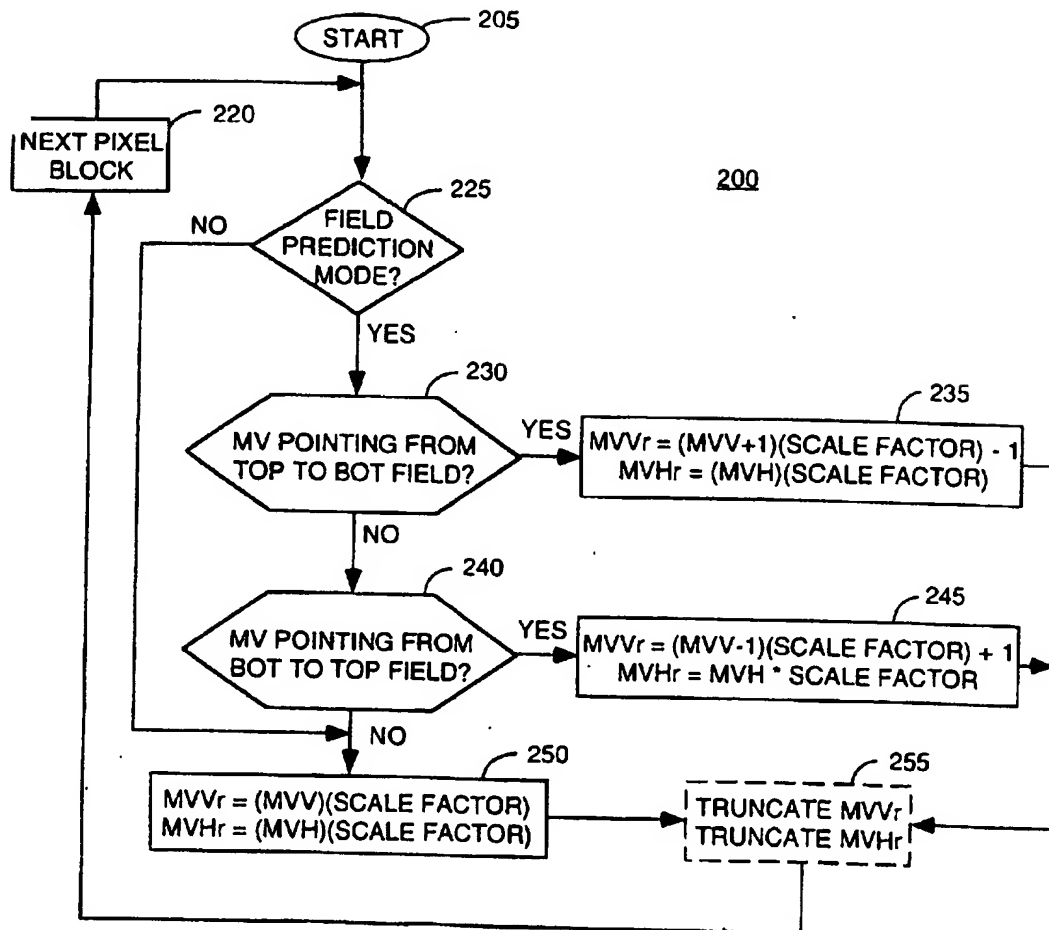 START
205
220
NEXT PIXEL
BLOCK
200
225
NO
FIELD
PREDICTION
MODE?
YES
230
235
MV POINTING FROM
TOP TO BOT FIELD?
YES
MVVr = (MVV+1)(SCALE FACTOR) - 1
MVHr = (MVH)(SCALE FACTOR)
NO
240
245
MV POINTING FROM
BOT TO TOP FIELD?
YES
MVVr = (MVV-1)(SCALE FACTOR) + 1
MVHr = MVH * SCALE FACTOR
NO
250
255
MVVr = (MVV)(SCALE FACTOR)
MVHr = (MVH)(SCALE FACTOR)
TRUNCATE MVVr
TRUNCATE MVHr